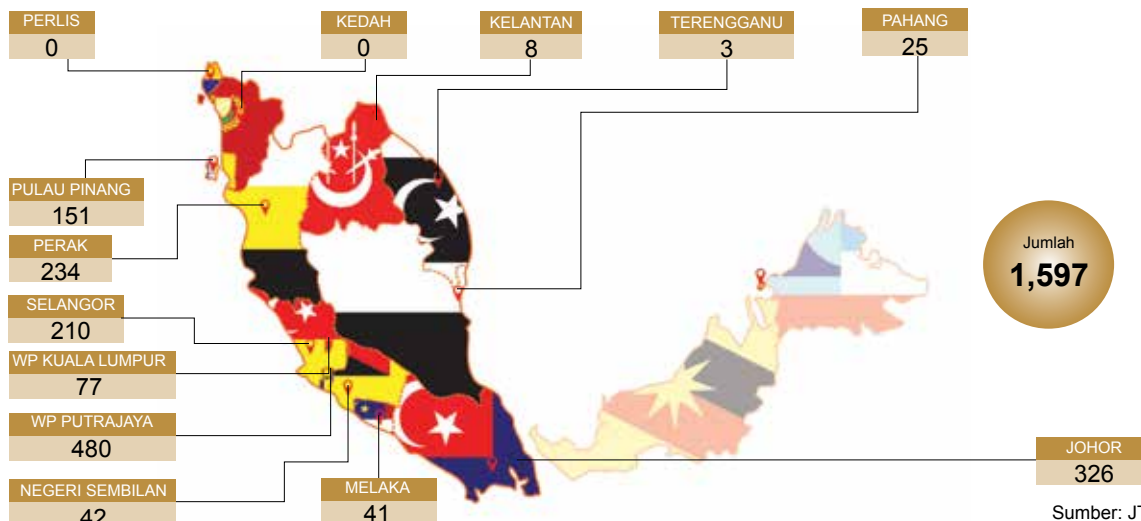 PERLIS
0
KEDAH
0
KELANTAN
8
TERENGGANU
3
PAHANG
25
PULAU PINANG
151
PERAK
234
SELANGOR
210
WP KUALA LUMPUR
77
WP PUTRAJAYA
480
NEGERI SEMBILAN
42
MELAKA
41
JOHOR
326
Jumlah
1,597
Sumber: